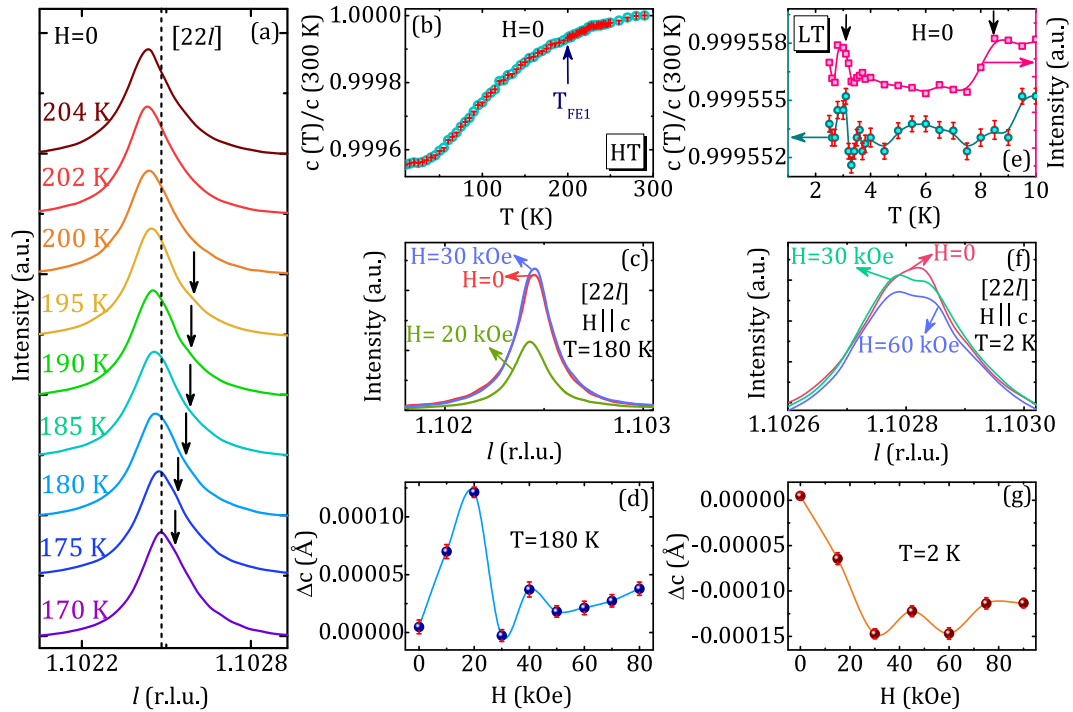 H=0
[22l]
(a)
204 K
202 K
200 K
195 K
190 K
185 K
180 K
175 K
170 K
Intensity (a.u.)
1.10222
1.10228
l (r.l.u.)
(b)
H=0
T_FE1
HT
c (T)/c (300 K)
1.0000
0.9998
0.9996
100
200
300
T (K)
LT
H=0
(e)
c (T)/c (300 K)
0.999558
0.999555
0.999552
Intensity (a.u.)
2
4
6
8
10
T (K)
H=30 kOe
H=0
H= 20 kOe
(c)
[22l]
H||c
T=180 K
Intensity (a.u.)
1.102
1.103
l (r.l.u.)
H=30 kOe
H=0
(f)
[22l]
H||c
T=2 K
H=60 kOe
Intensity (a.u.)
1.1026
1.1028
1.1030
l (r.l.u.)
(d)
T=180 K
Δc (Å)
0.00010
0.00005
0.00000
0
20
40
60
80
H (kOe)
(g)
T=2 K
Δc (Å)
0.00000
-0.00005
-0.00010
-0.00015
0
20
40
60
80
H (kOe)